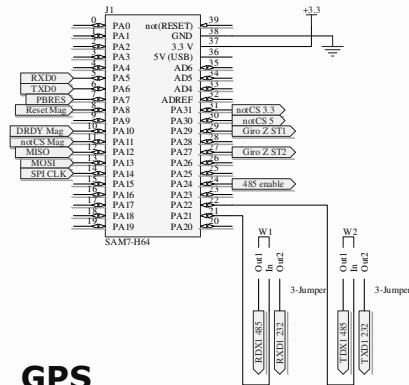 J1
+3.3
0 PA0 not(RESET) 39
1 PA1 GND 38
2 PA2 3.3 V 37
3 PA3 5V (USB) 36
4 PA4 AD6 35
RXD0 5 PA5 AD5 34
TXD0 6 PA6 AD4 33
PBRES 7 PA7 ADREF 32
Reset Mag 8 PA8 PA31 31 notCS 3.3
9 PA9 PA30 30 notCS 5
DRDY Mag 10 PA10 PA29 29 Giro Z ST1
notCS Mag 11 PA11 PA28 28
MISO 12 PA12 PA27 27 Giro Z ST2
MOSI 13 PA13 PA26 26
SPI CLK 14 PA14 PA25 25
15 PA15 PA24 24 485 enable
16 PA16 PA23 23
17 PA17 PA22 22
18 PA18 PA21 21
19 PA19 PA20 20
SAM7-H64
W1 W2
Out1 In Out2 Out1 In Out2
3-Jumper 3-Jumper
RDX1 485 RXD1 232 TDX1 485 TXD1 232
GPS